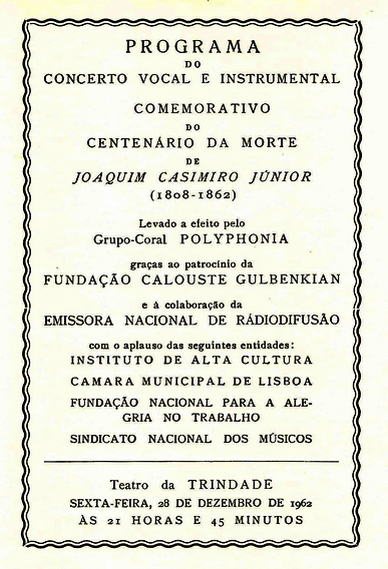 PROGRAMA
DO
CONCERTO VOCAL E INSTRUMENTAL
COMEMORATIVO
DO
CENTENÁRIO DA MORTE
DE
JOAQUIM CASIMIRO JÚNIOR
(1808-1862)
Levado a efeito pelo
Grupo-Coral POLYPHONIA
graças ao patrocínio da
FUNDAÇÃO CALOUSTE GULBENKIAN
e à colaboração da
EMISSORA NACIONAL DE RÁDIODIFUSÃO
com o aplauso das seguintes entidades:
INSTITUTO DE ALTA CULTURA
CAMARA MUNICIPAL DE LISBOA
FUNDAÇÃO NACIONAL PARA A ALE-
GRIA NO TRABALHO
SINDICATO NACIONAL DOS MÚSICOS
Teatro da TRINDADE
SEXTA-FEIRA, 28 DE DEZEMBRO DE 1962
ÀS 21 HORAS E 45 MINUTOS